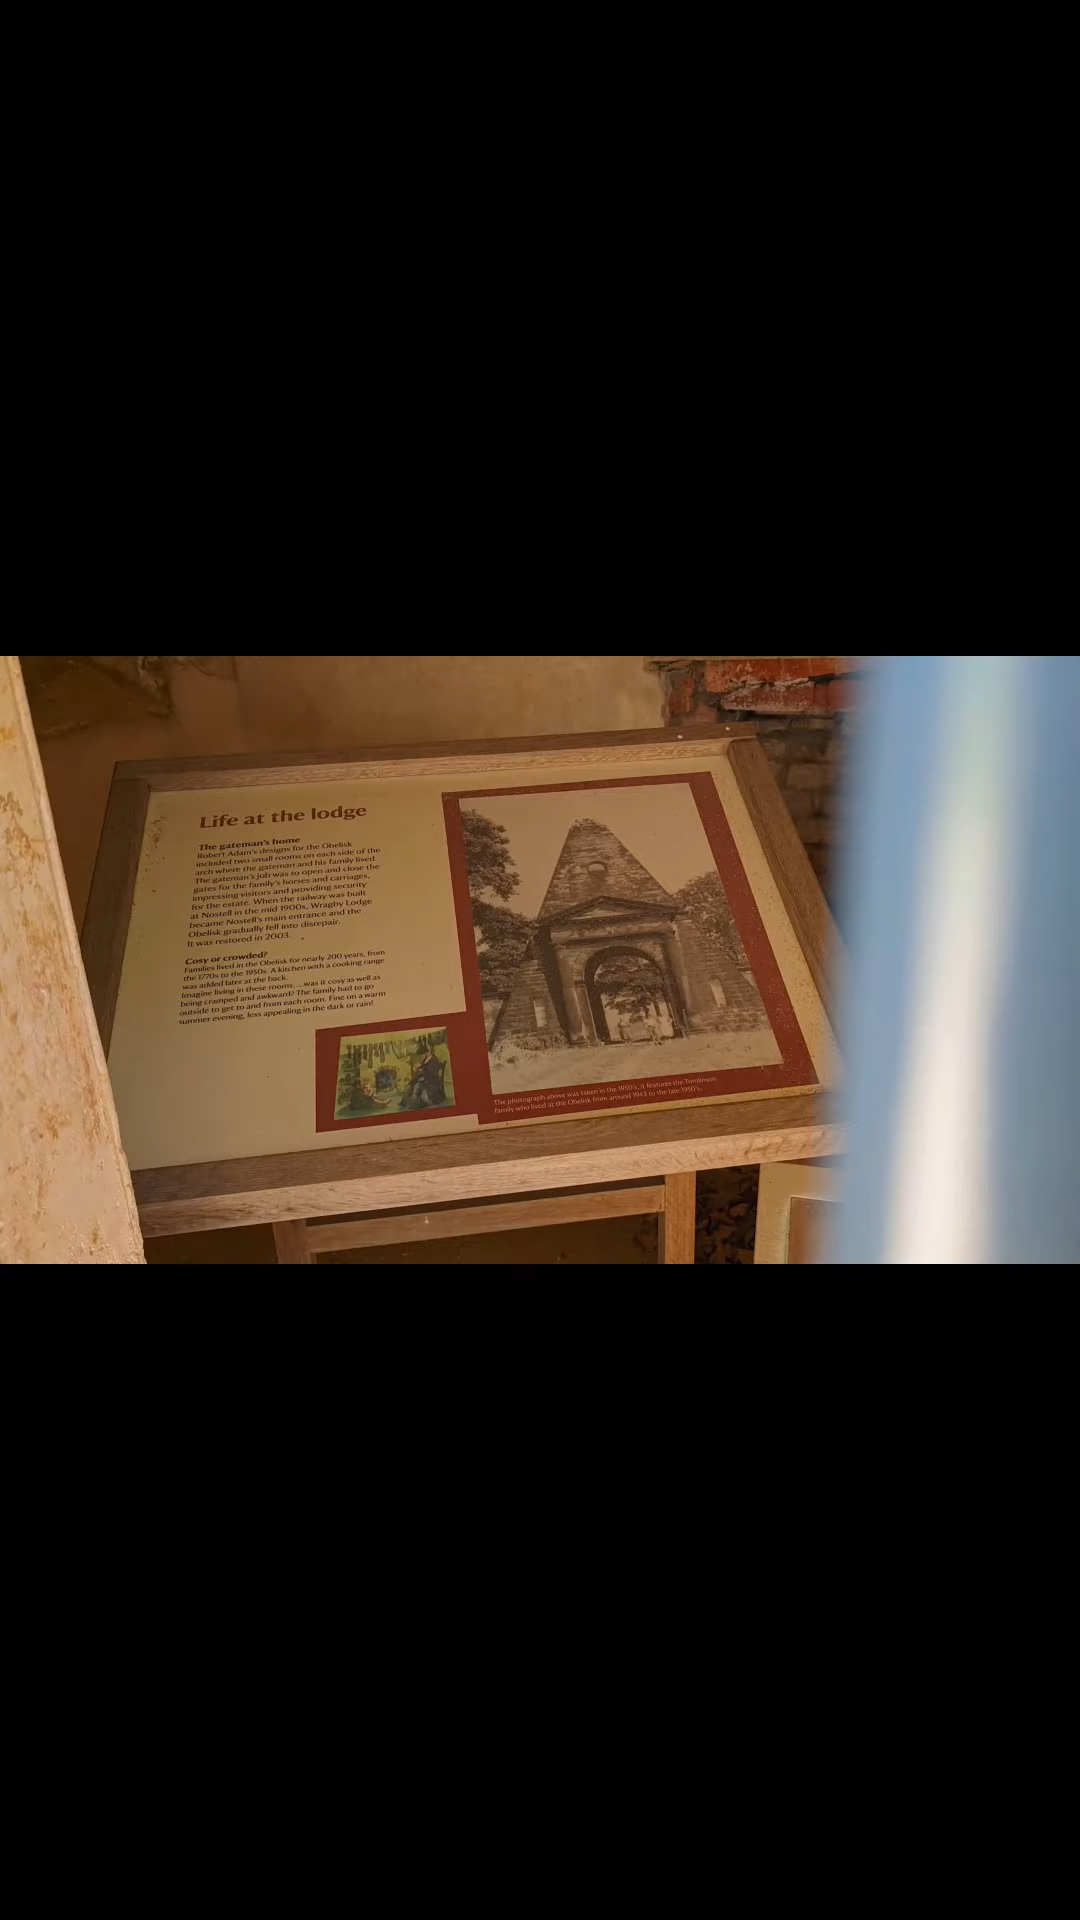 Life at the lodge
The gateman's home
Robert Adam's designs for the Obelisk
included two small rooms on each side of the
arch where the gateman and his family lived.
The gateman's job was to open and close the
gates for the family's horses and carriages,
impressing visitors and providing security
for the estate. When the railway was built
at Nostell in the mid 1900s, Wragby Lodge
became Nostell's main entrance and the
Obelisk gradually fell into disrepair.
It was restored in 2003.
Cosy or crowded?
Families lived in the Obelisk for nearly 200 years, from
the 1770s to the 1950s. A kitchen with a cooking range
was added later at the back.
Imagine living in these rooms....was it cosy as well as
being cramped and awkward? The family had to go
outside to get to and from each room. Fine on a warm
summer evening, less appealing in the dark or rain!
The photograph above was taken in the 1950's, it features the Tomlinson
family who lived at the Obelisk from around 1943 to the late 1950's.